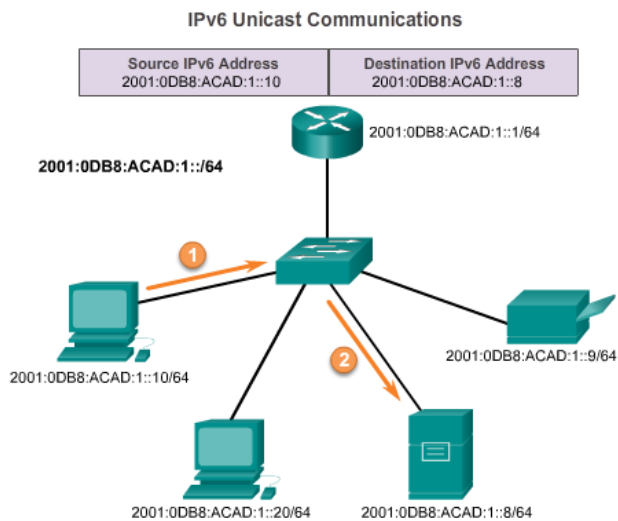 IPv6 Unicast Communications
Source IPv6 Address
2001:0DB8:ACAD:1::10
Destination IPv6 Address
2001:0DB8:ACAD:1::8
2001:0DB8:ACAD:1::1/64
2001:0DB8:ACAD:1::/64
1
2001:0DB8:ACAD:1::10/64
2
2001:0DB8:ACAD:1::9/64
2001:0DB8:ACAD:1::20/64
2001:0DB8:ACAD:1::8/64